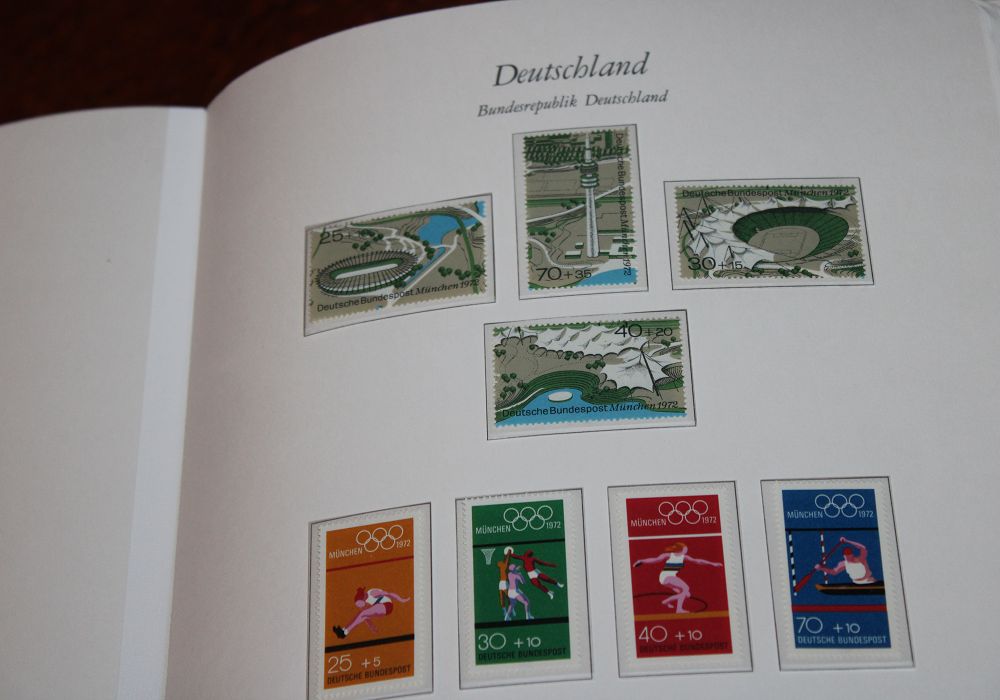 Deutschland
Bundesrepublik Deutschland
25
Deutsche Bundespost München 1972
Deutsche Bundespost München 1972
70+35
Deutsche Bundespost München 1972
30+15
40+20
Deutsche Bundespost München 1972
MÜNCHEN 1972
25 +5
DEUTSCHE BUNDESPOST
MÜNCHEN 1972
30 +10
DEUTSCHE BUNDESPOST
MÜNCHEN 1972
40 +10
DEUTSCHE BUNDESPOST
MÜNCHEN 1972
70 +10
DEUTSCHE BUNDESPOST